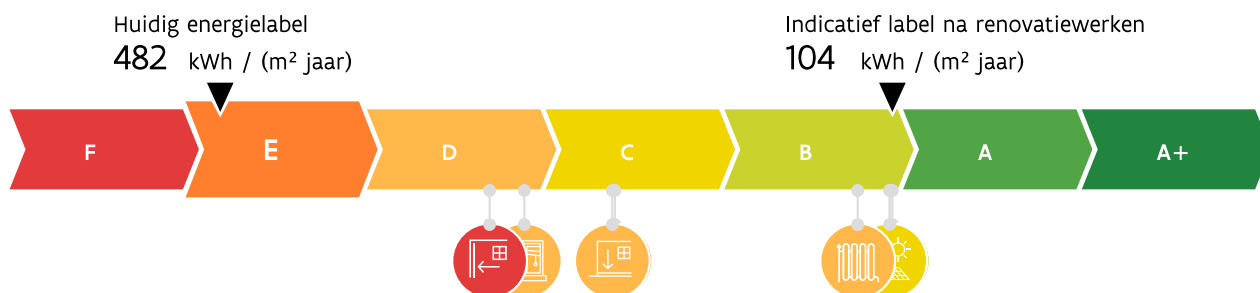 Huidig energielabel
482 kWh / (m² jaar)
Indicatief label na renovatiewerken
104 kWh / (m² jaar)
F
E
D
C
B
A
A+